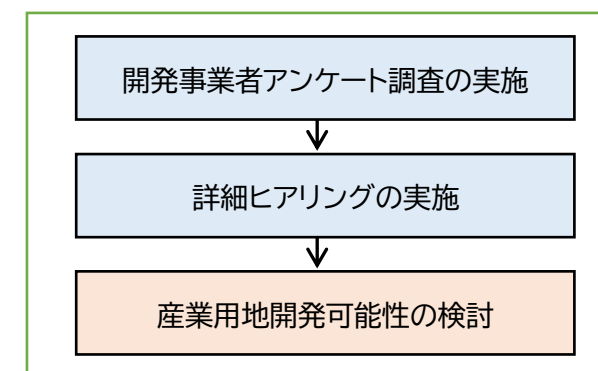 開発事業者アンケート調査の実施
詳細ヒアリングの実施
産業用地開発可能性の検討